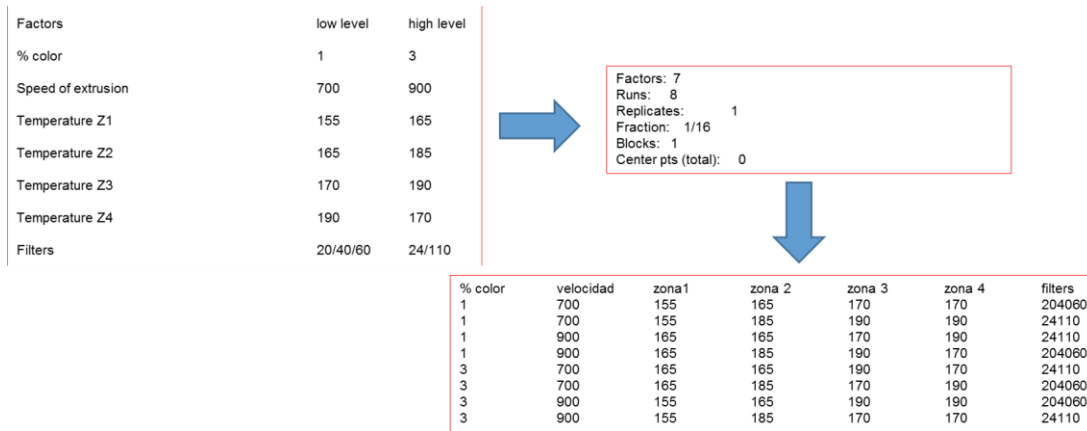 Factors low level high level
% color 1 3
Speed of extrusion 700 900
Temperature Z1 155 165
Temperature Z2 165 185
Temperature Z3 170 190
Temperature Z4 190 170
Filters 20/40/60 24/110
Factors: 7
Runs: 8
Replicates: 1
Fraction: 1/16
Blocks: 1
Center pts (total): 0
% color velocidad zona1 zona 2 zona 3 zona 4 filters
1 700 155 165 170 170 204060
1 700 155 185 190 190 24110
1 900 165 165 170 190 24110
1 900 165 185 190 170 204060
3 700 165 165 190 170 24110
3 700 165 185 170 190 204060
3 900 155 165 190 190 204060
3 900 155 185 170 170 24110